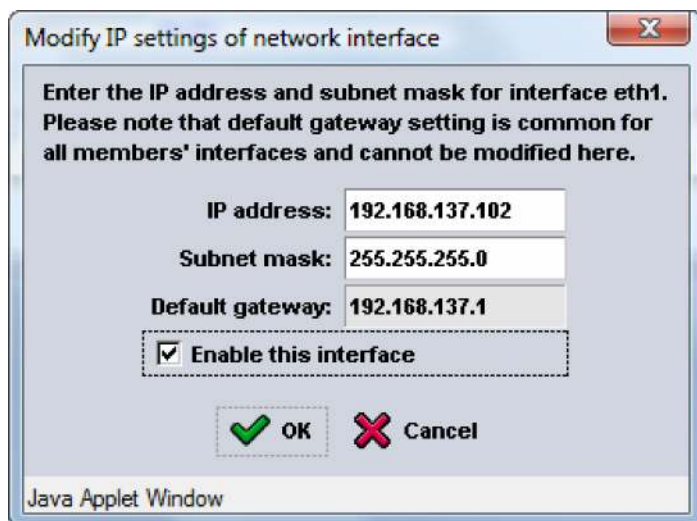 Modify IP settings of network interface
Enter the IP address and subnet mask for interface eth1.
Please note that default gateway setting is common for
all members' interfaces and cannot be modified here.
IP address: 192.168.137.102
Subnet mask: 255.255.255.0
Default gateway: 192.168.137.1
Enable this interface
OK Cancel
Java Applet Window